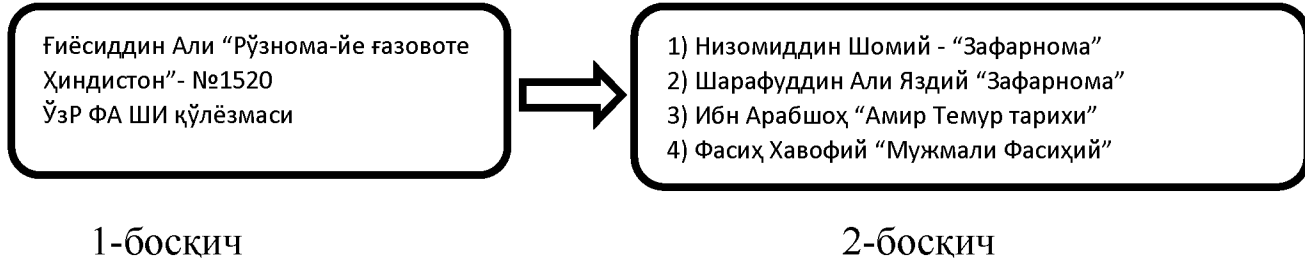 Ғиёсиддин Али “Рўзнома-йе ғазовоте
Ҳиндистон”- №1520
ЎзР ФА ШИ қўлёзмаси
1) Низомиддин Шомий - “Зафарнома”
2) Шарафуддин Али Яздий “Зафарнома”
3) Ибн Арабшоҳ “Амир Темур тарихи”
4) Фасиҳ Хавофий “Мужмали Фасиҳий”
1-босқич
2-босқич